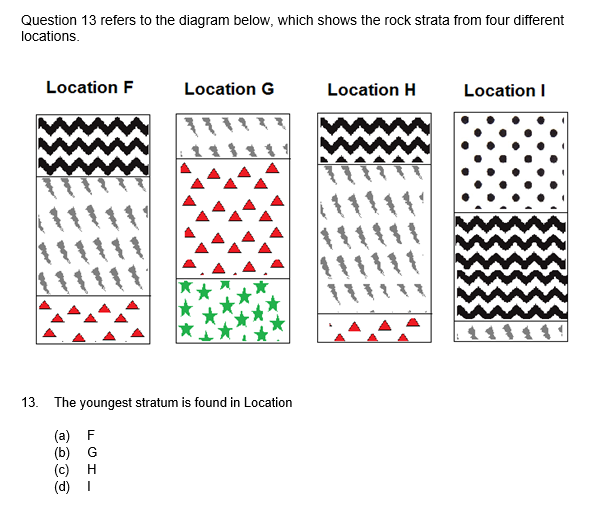 Question 13 refers to the diagram below, which shows the rock strata from four different
locations.
Location F
Location G
Location H
Location I
13. The youngest stratum is found in Location
(a) F
(b) G
(c) H
(d) I